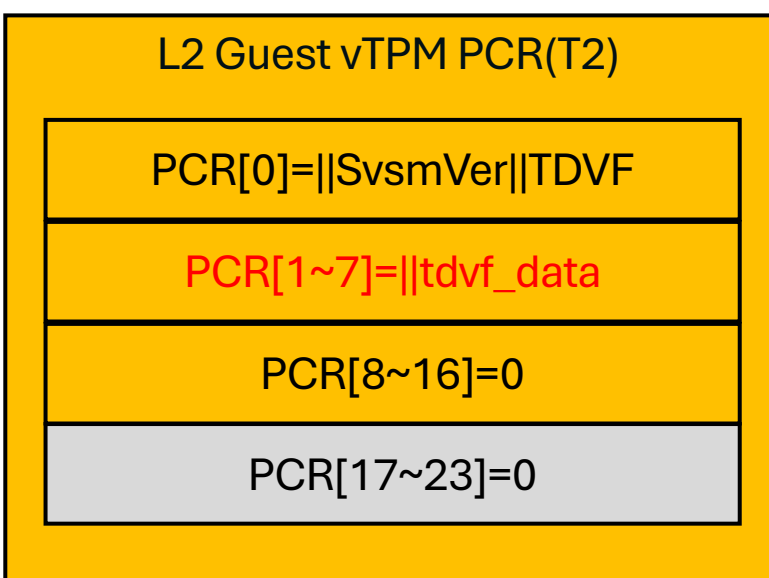 L2 Guest vTPM PCR(T2)
PCR[0]=||SvsmVer||TDVF
PCR[1~7]=||tdvf_data
PCR[8~16]=0
PCR[17~23]=0